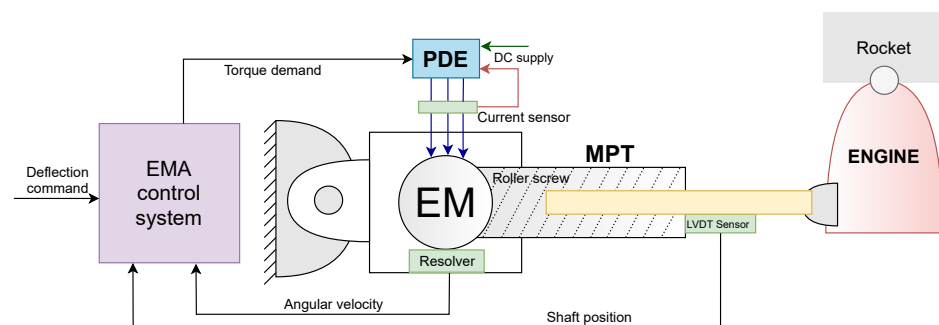 Rocket
PDE
DC supply
Torque demand
Current sensor
MPT
ENGINE
Deflection
command
EMA
control
system
Roller screw
EM
LVDT Sensor
Resolver
Angular velocity
Shaft position